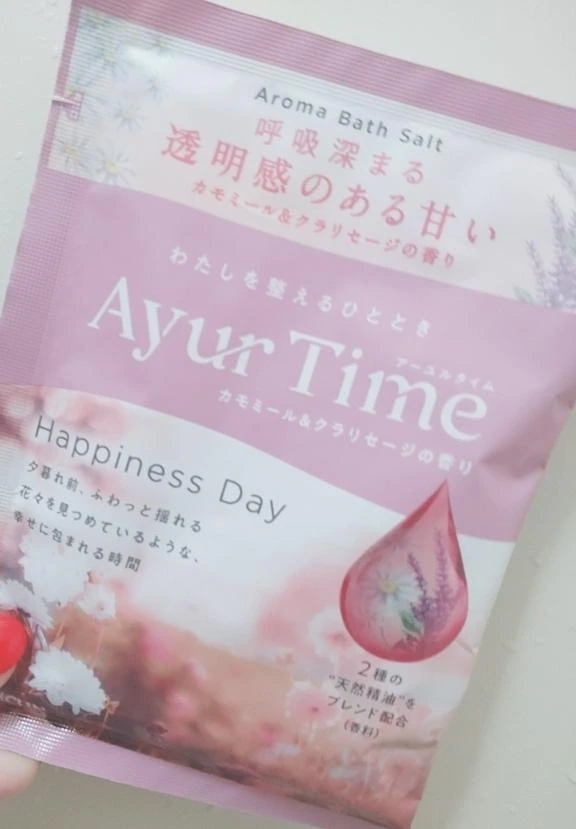 Aroma Bath Salt
呼吸深まる
透明感のある甘い
カモミール&クラリセージの香り
わたしを整えるひととき
Ayur Time
アーユルタイム
カモミール&クラリセージの香り
Happiness Day
夕暮れ前、ふわっと揺れる
花々を見つめているような、
幸せに包まれる時間
2種の
"天然精油"を
ブレンド配合
(香料)